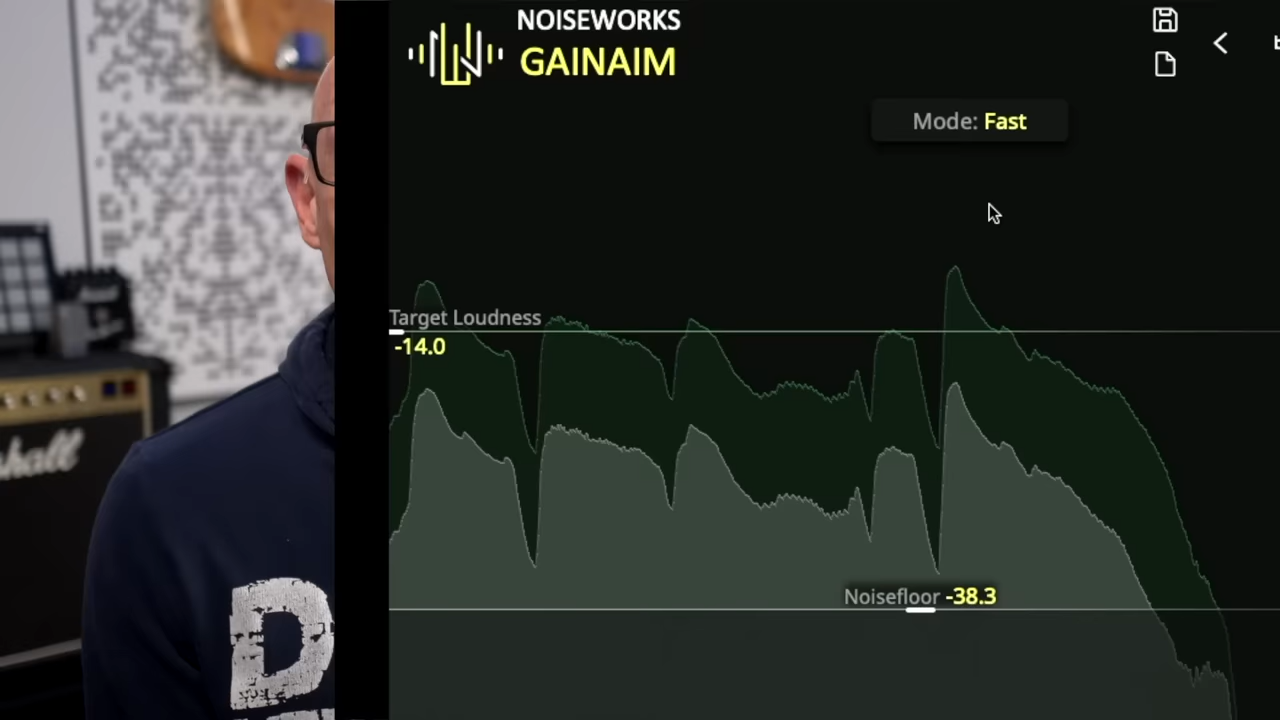 NOISEWORKS
GAINAIM
Mode: Fast
Target Loudness
-14.0
Noisefloor -38.3